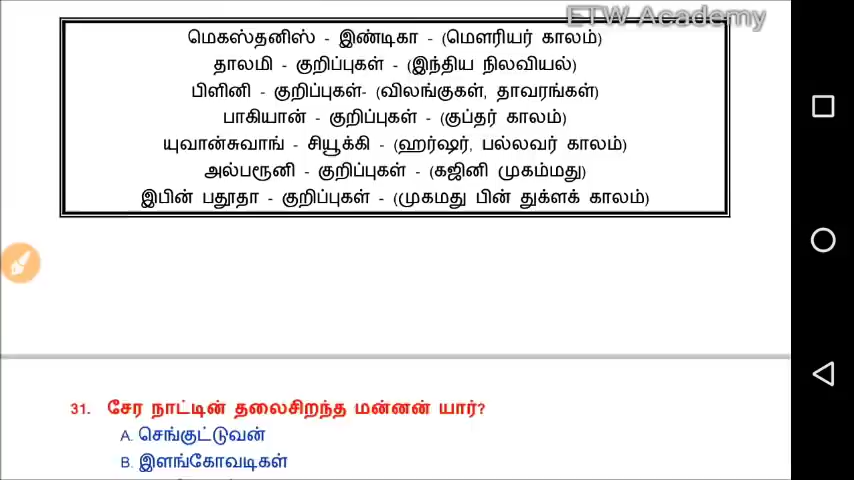 ETW Academy
மெகஸ்தனிஸ் - இண்டிகா - (மௌரியர் காலம்)
தாலமி - குறிப்புகள் - (இந்திய நிலவியல்)
பிளினி - குறிப்புகள்- (விலங்குகள், தாவரங்கள்)
பாகியான் - குறிப்புகள் - (குப்தர் காலம்)
யுவான்சுவாங் - சியூக்கி - (ஹர்ஷர், பல்லவர் காலம்)
அல்பரூனி - குறிப்புகள் - (கஜினி முகம்மது)
இபின் பதூதா - குறிப்புகள் - (முகமது பின் துக்ளக் காலம்)
31. சேர நாட்டின் தலைசிறந்த மன்னன் யார்?
A. செங்குட்டுவன்
B. இளங்கோவடிகள்